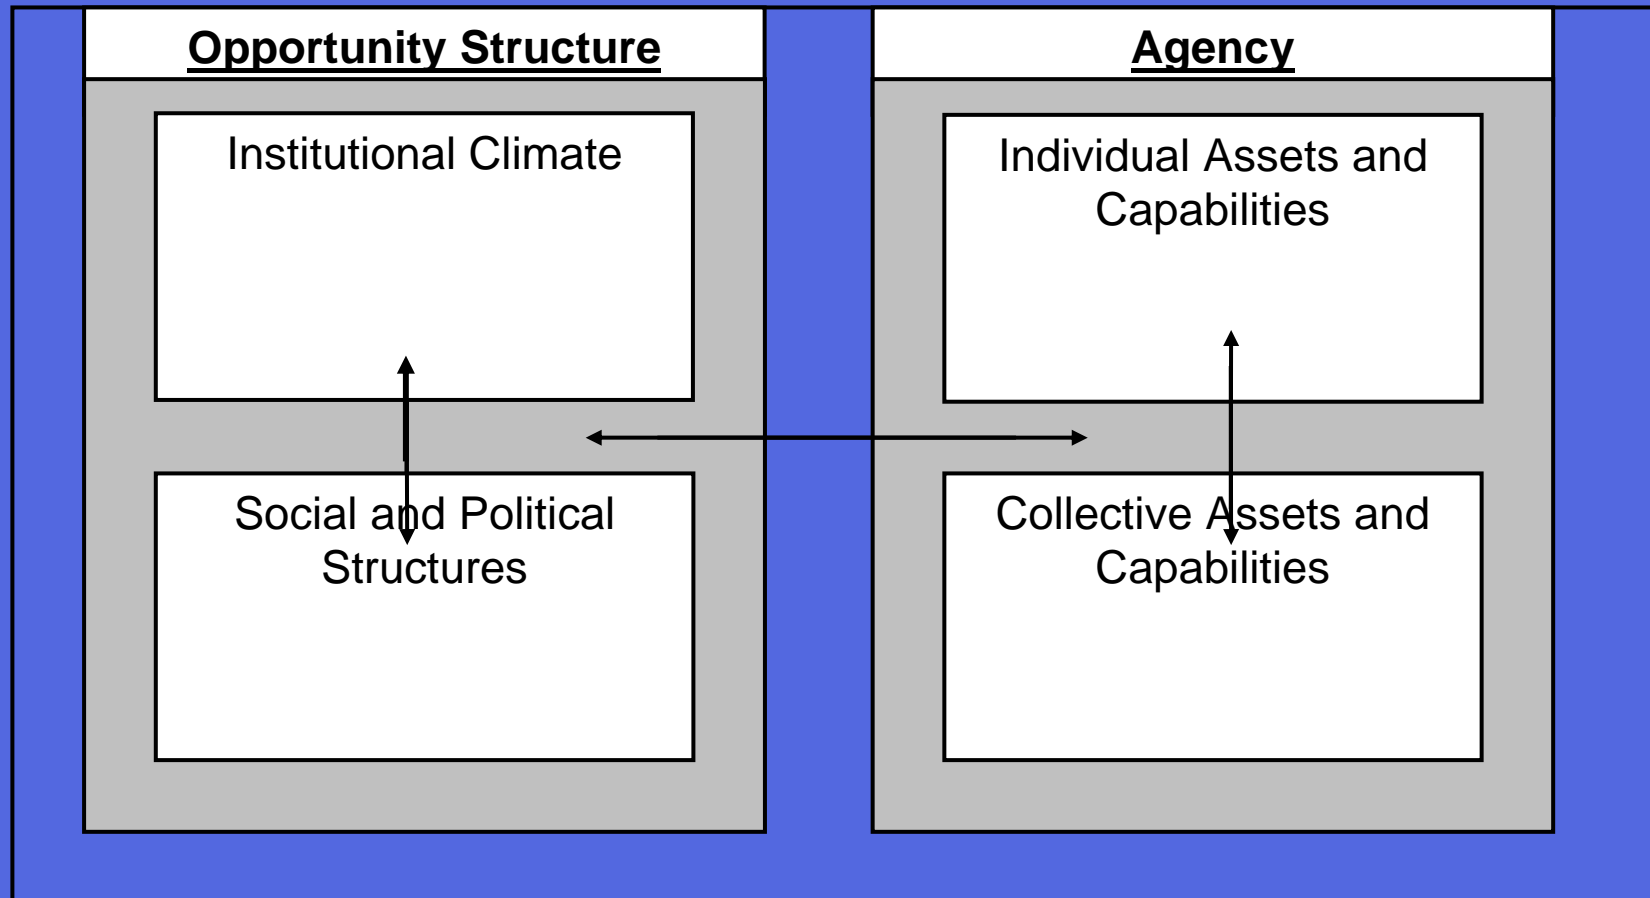 Opportunity Structure
Institutional Climate
Social and Political
Structures
Agency
Individual Assets and
Capabilities
Collective Assets and
Capabilities